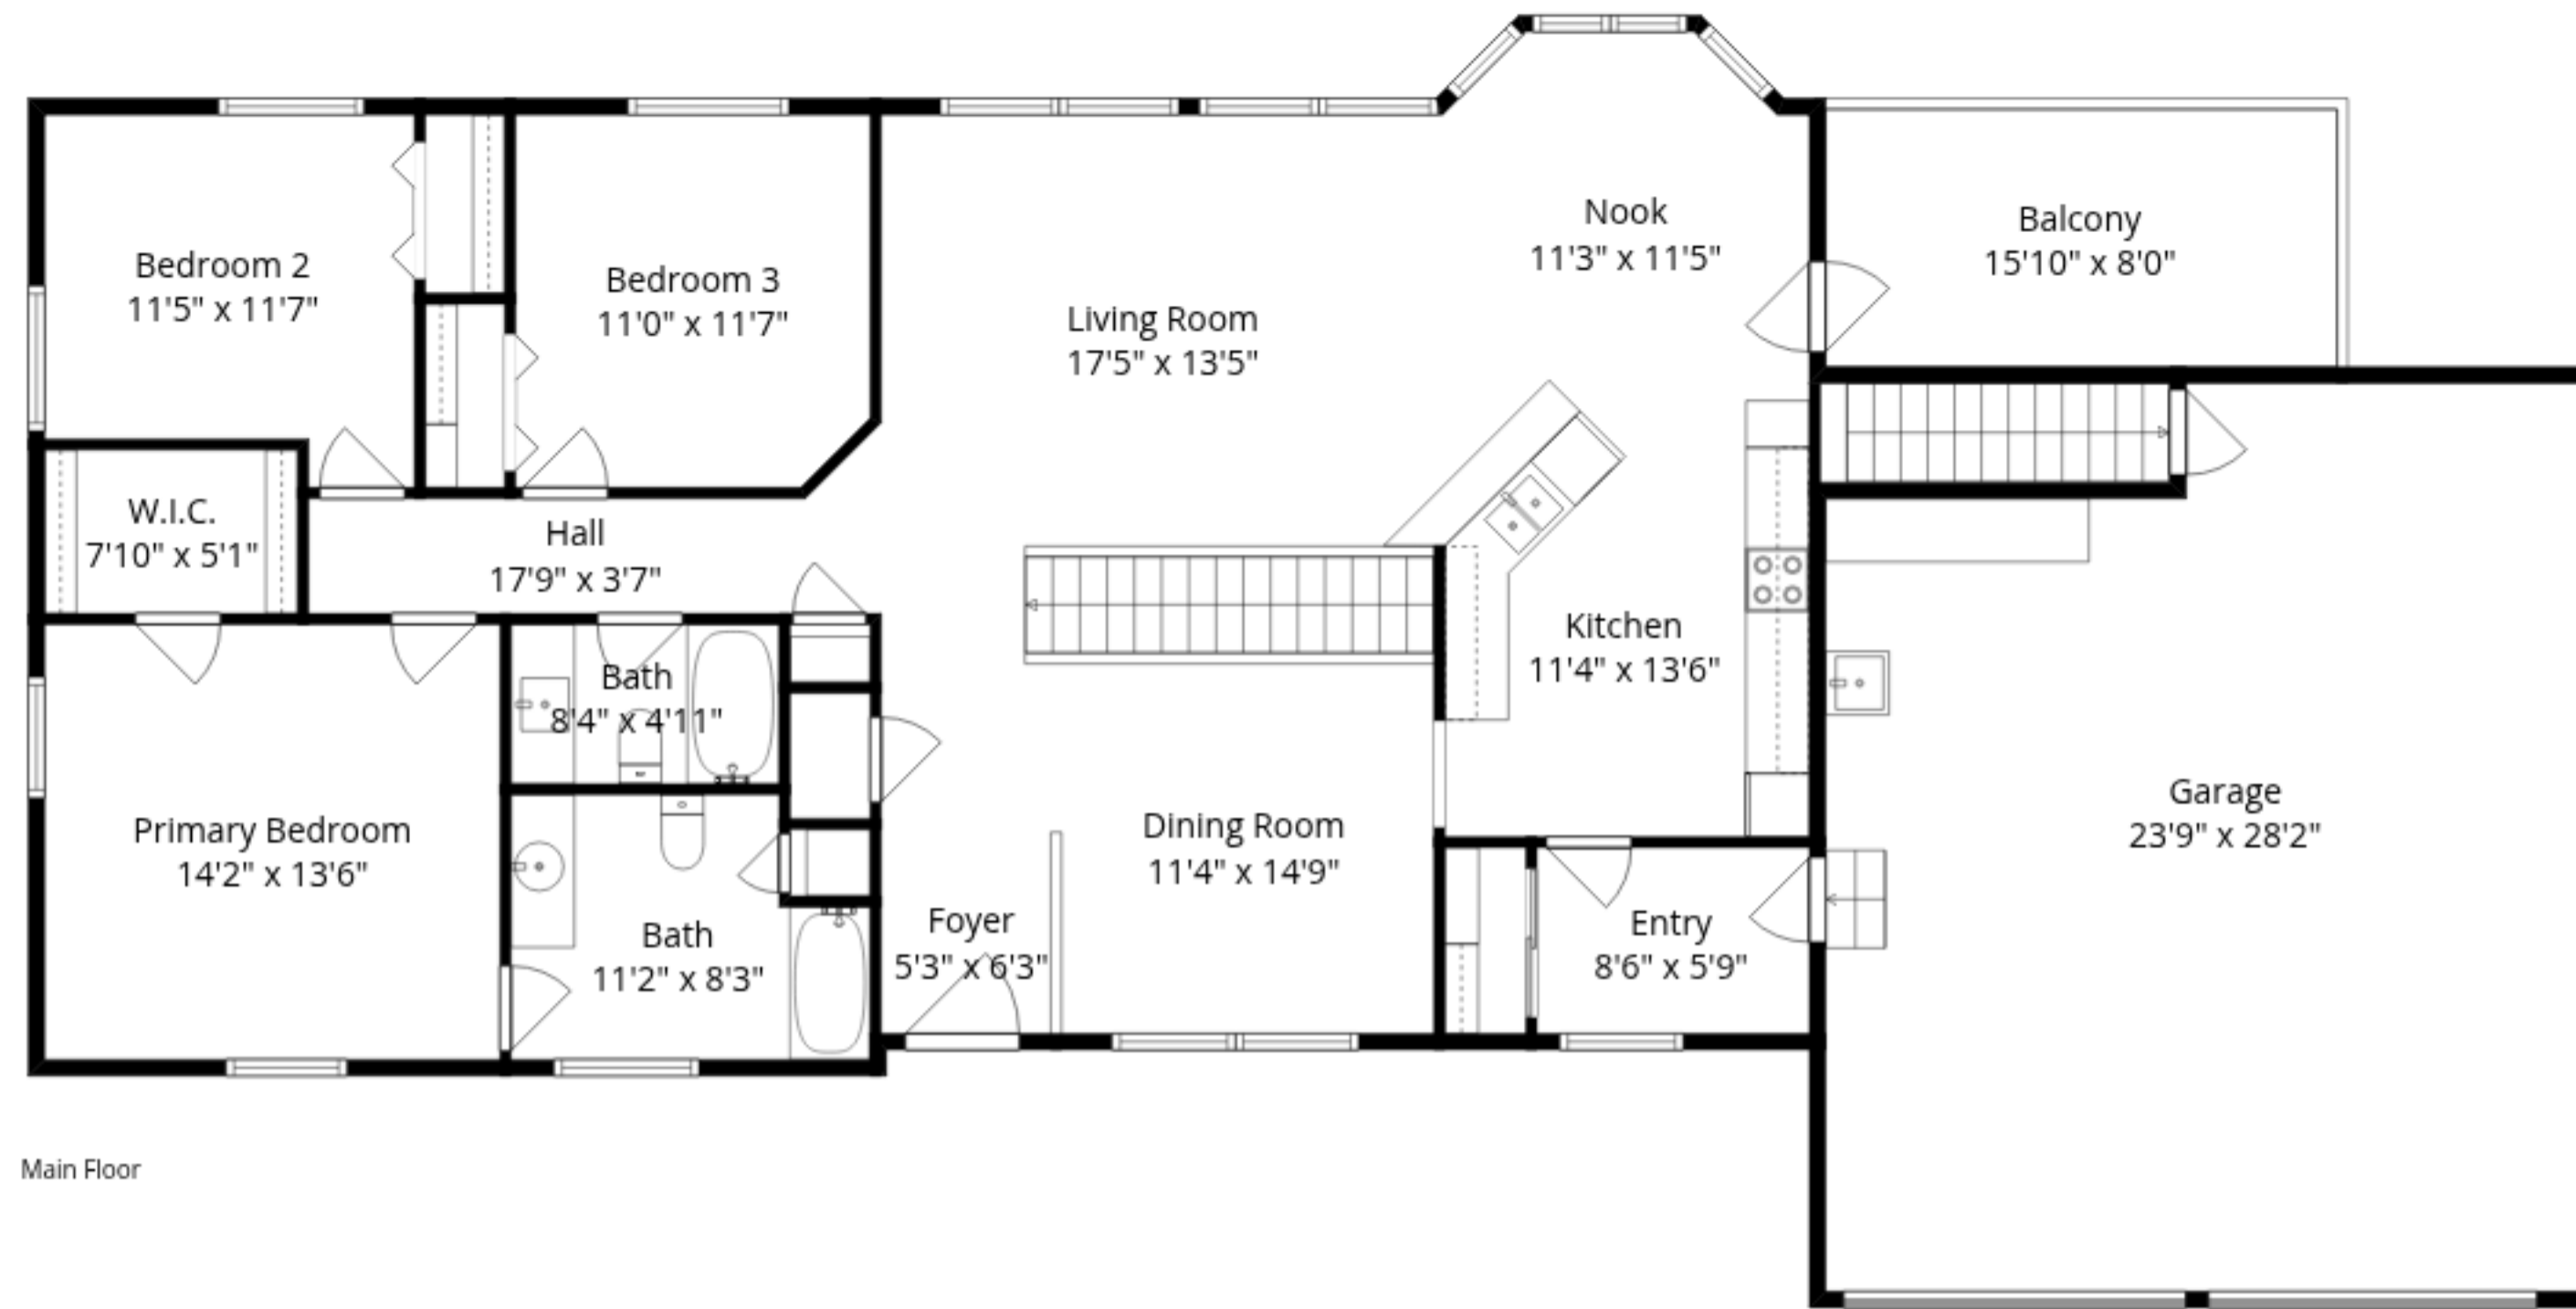 Nook
11'3" x 11'5"
Balcony
15'10" x 8'0"
Bedroom 2
11'5" x 11'7"
Bedroom 3
11'0" x 11'7"
Living Room
17'5" x 13'5"
W.I.C.
7'10" x 5'1"
Hall
17'9" x 3'7"
Kitchen
11'4" x 13'6"
Bath
8'4" x 4'11"
Garage
23'9" x 28'2"
Primary Bedroom
14'2" x 13'6"
Dining Room
11'4" x 14'9"
Bath
11'2" x 8'3"
Foyer
5'3" x 6'3"
Entry
8'6" x 5'9"
Main Floor